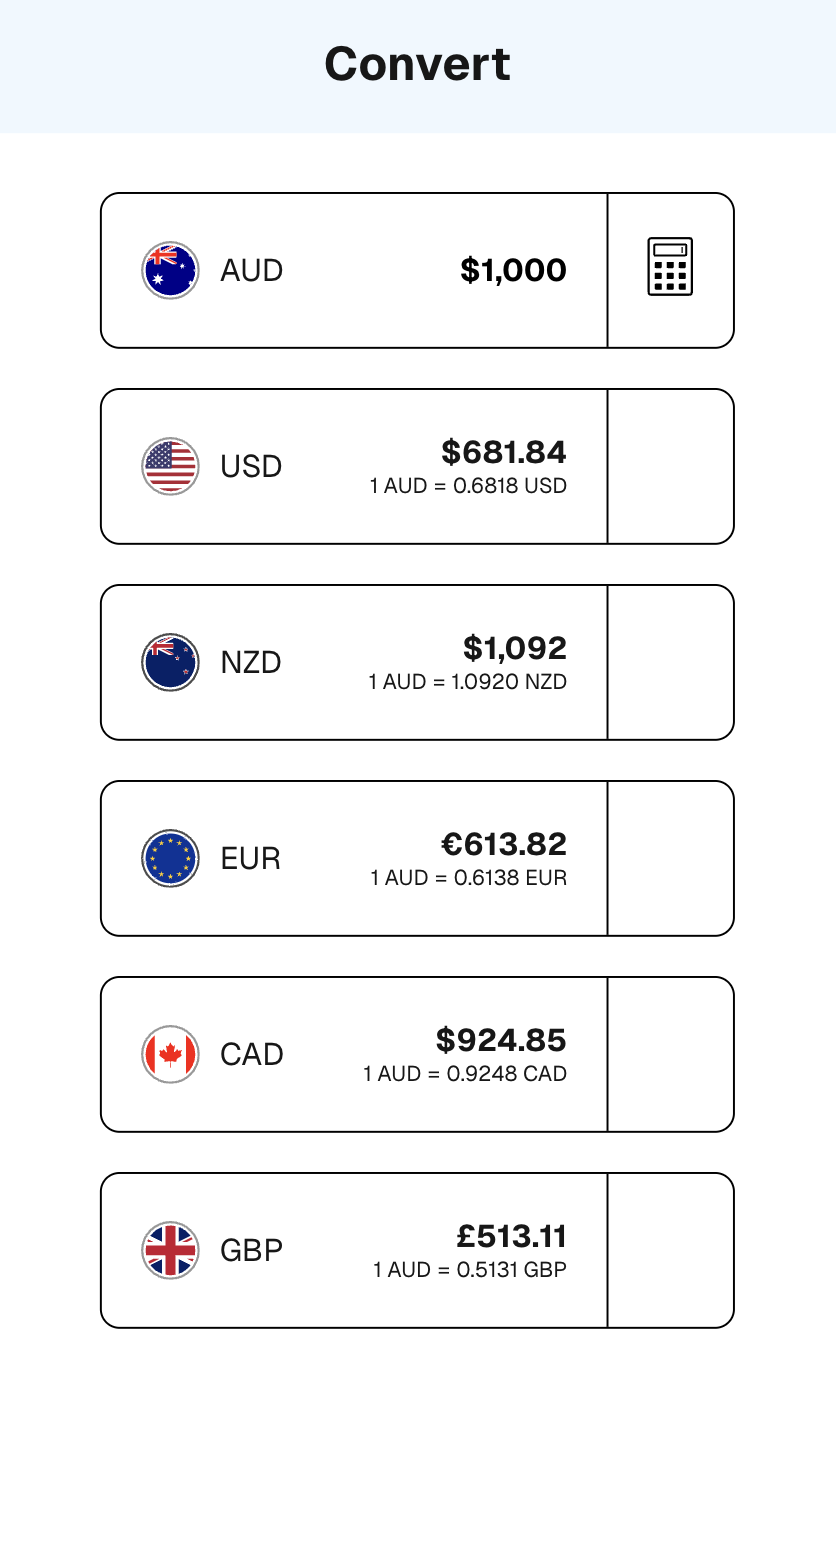 Convert
AUD $1,000
USD $681.84
1 AUD = 0.6818 USD
NZD $1,092
1 AUD = 1.0920 NZD
EUR €613.82
1 AUD = 0.6138 EUR
CAD $924.85
1 AUD = 0.9248 CAD
GBP £513.11
1 AUD = 0.5131 GBP